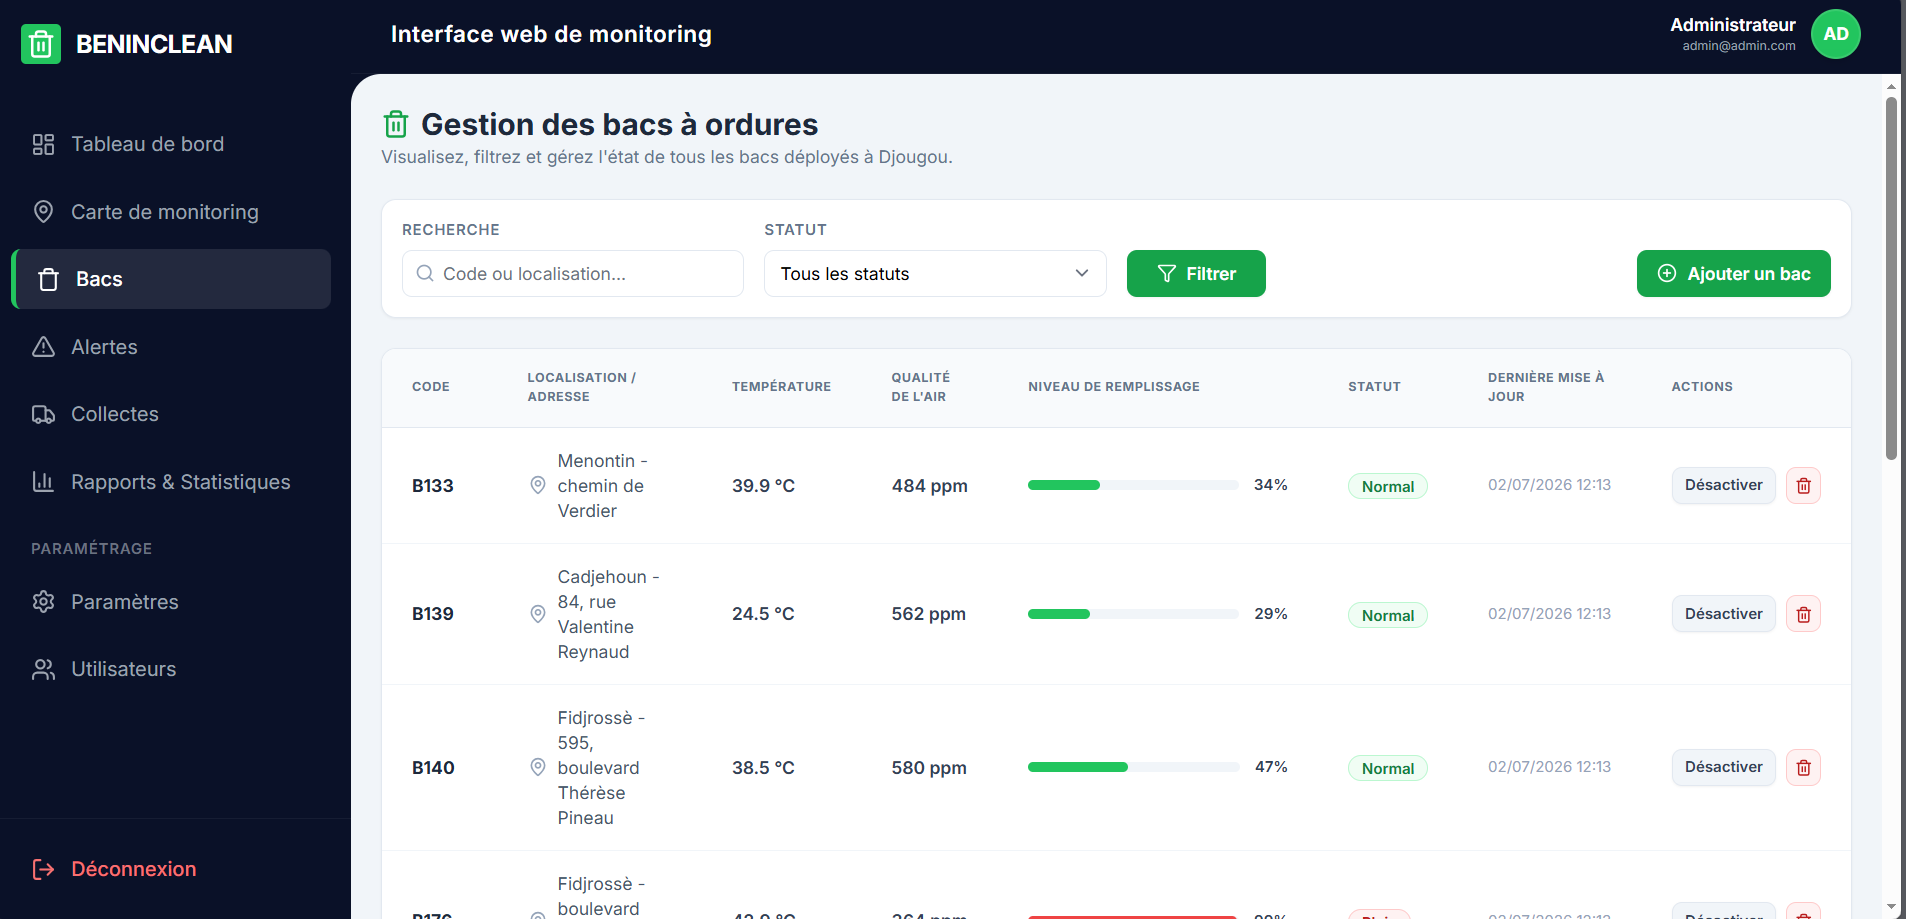 BENINCLEAN
Interface web de monitoring
Administrateur
admin@admin.com
AD
Tableau de bord
Carte de monitoring
Bacs
Alertes
Collectes
Rapports & Statistiques
PARAMÉTRAGE
Paramètres
Utilisateurs
Déconnexion
Gestion des bacs à ordures
Visualisez, filtrez et gérez l'état de tous les bacs déployés à Djougou.
RECHERCHE
Code ou localisation...
STATUT
Tous les statuts
Filtrer
Ajouter un bac
CODE
LOCALISATION /
ADRESSE
TEMPÉRATURE
QUALITÉ
DE L'AIR
NIVEAU DE REMPLISSAGE
STATUT
DERNIÈRE MISE À
JOUR
ACTIONS
B133
Menontin -
chemin de
Verdier
39.9 °C
484 ppm
34%
Normal
02/07/2026 12:13
Désactiver
B139
Cadjehoun -
84, rue
Valentine
Reynaud
24.5 °C
562 ppm
29%
Normal
02/07/2026 12:13
Désactiver
B140
Fidjrossè -
595,
boulevard
Thérèse
Pineau
38.5 °C
580 ppm
47%
Normal
02/07/2026 12:13
Désactiver
Fidjrossè -
boulevard
02/07/2026 12:13
Désactiver